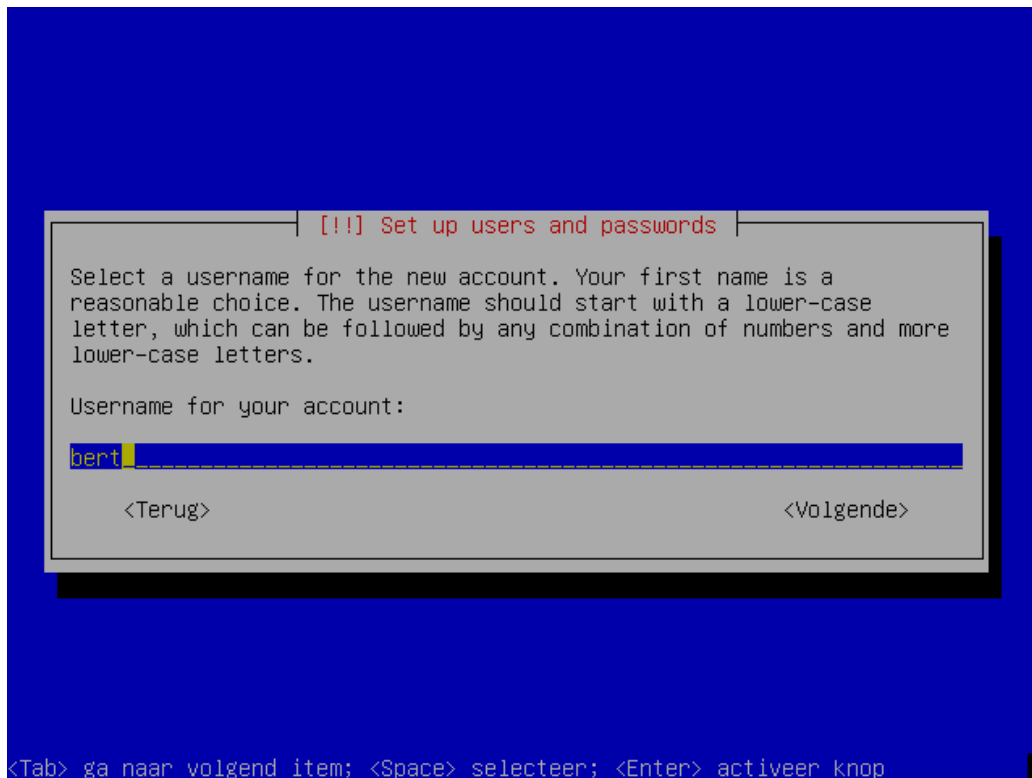 [!!] Set up users and passwords
Select a username for the new account. Your first name is a
reasonable choice. The username should start with a lower-case
letter, which can be followed by any combination of numbers and more
lower-case letters.
Username for your account:
bert
<Terug> <Volgende>
<Tab> ga naar volgend item; <Space> selecteer; <Enter> activeer knop